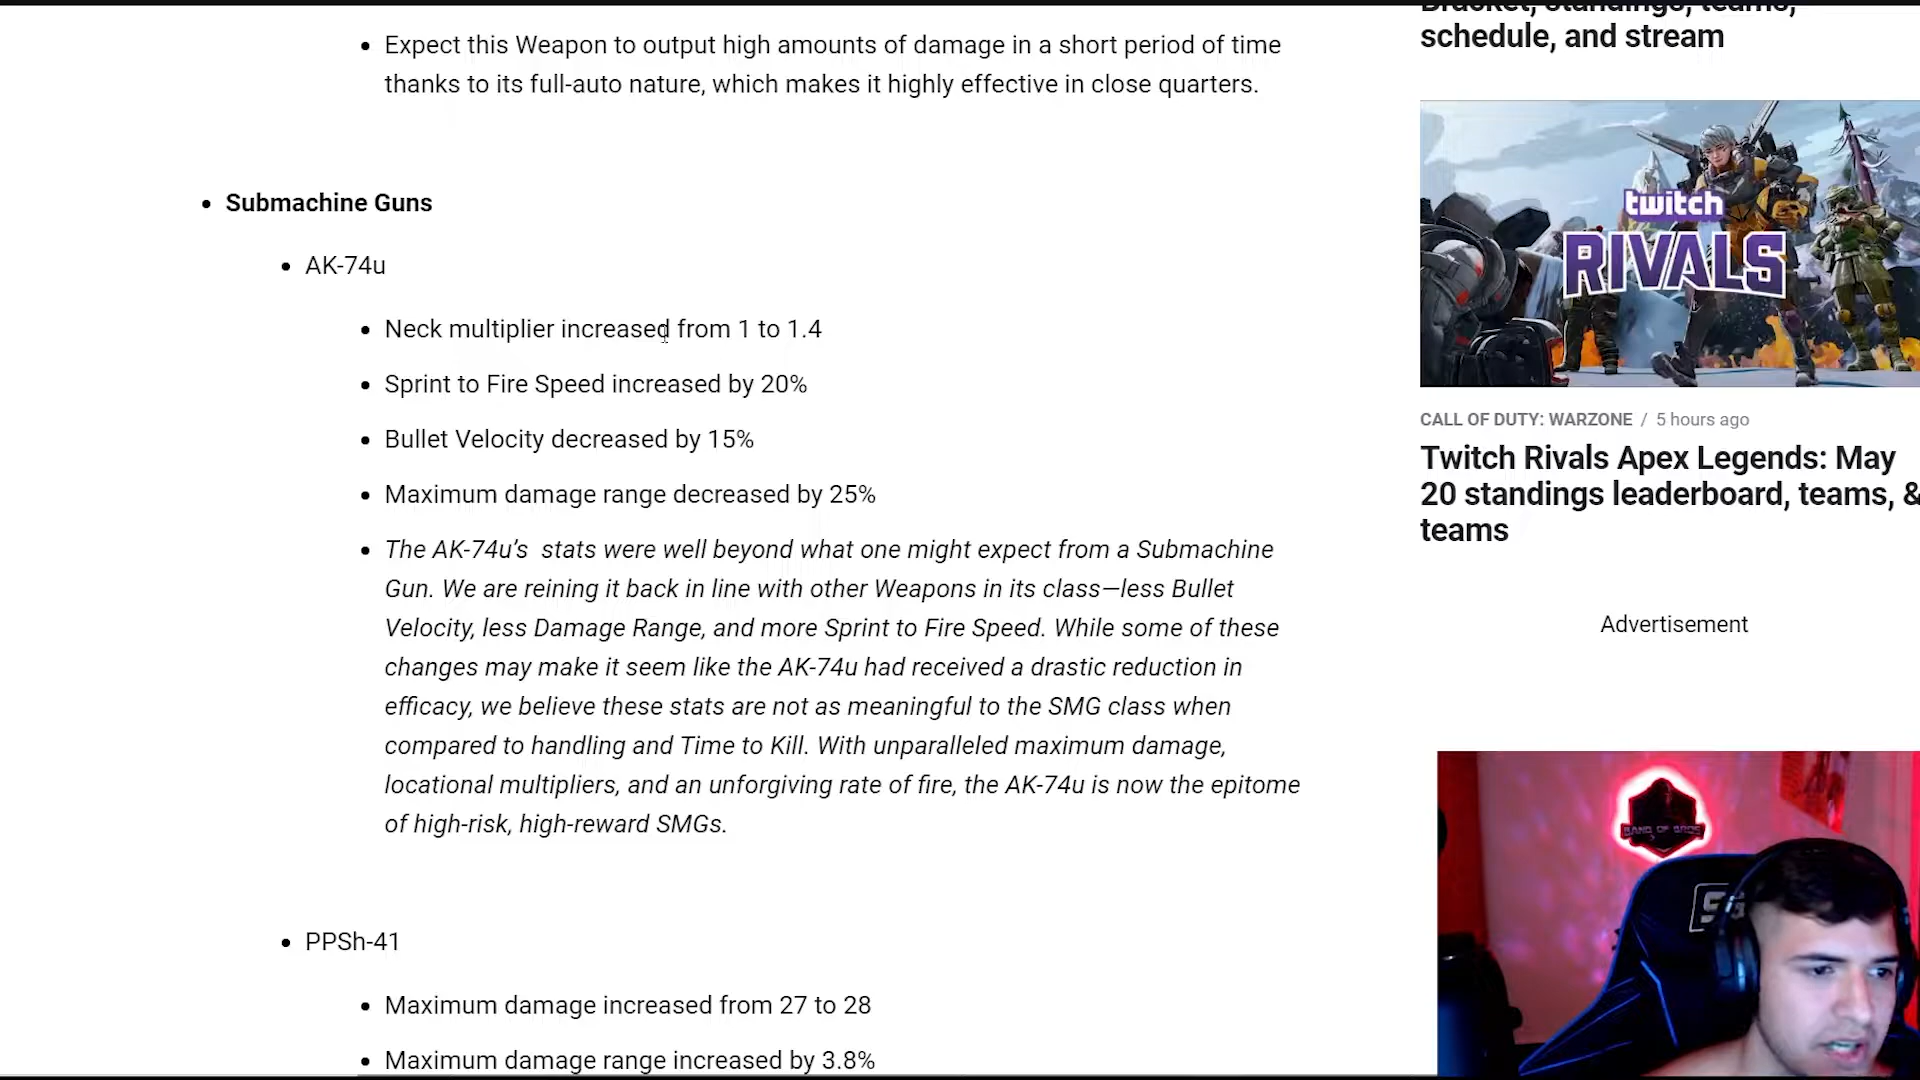 Expect this Weapon to output high amounts of damage in a short period of time
thanks to its full-auto nature, which makes it highly effective in close quarters.
Submachine Guns
AK-74u
Neck multiplier increased from 1 to 1.4
Sprint to Fire Speed increased by 20%
Bullet Velocity decreased by 15%
Maximum damage range decreased by 25%
The AK-74u’s stats were well beyond what one might expect from a Submachine
Gun. We are reining it back in line with other Weapons in its class—less Bullet
Velocity, less Damage Range, and more Sprint to Fire Speed. While some of these
changes may make it seem like the AK-74u had received a drastic reduction in
efficacy, we believe these stats are not as meaningful to the SMG class when
compared to handling and Time to Kill. With unparalleled maximum damage,
locational multipliers, and an unforgiving rate of fire, the AK-74u is now the epitome
of high-risk, high-reward SMGs.
PPSh-41
Maximum damage increased from 27 to 28
Maximum damage range increased by 3.8%
Bracket, standings, teams,
schedule, and stream
twitch
RIVALS
CALL OF DUTY: WARZONE / 5 hours ago
Twitch Rivals Apex Legends: May
20 standings leaderboard, teams, &
teams
Advertisement
BAND OF BROS